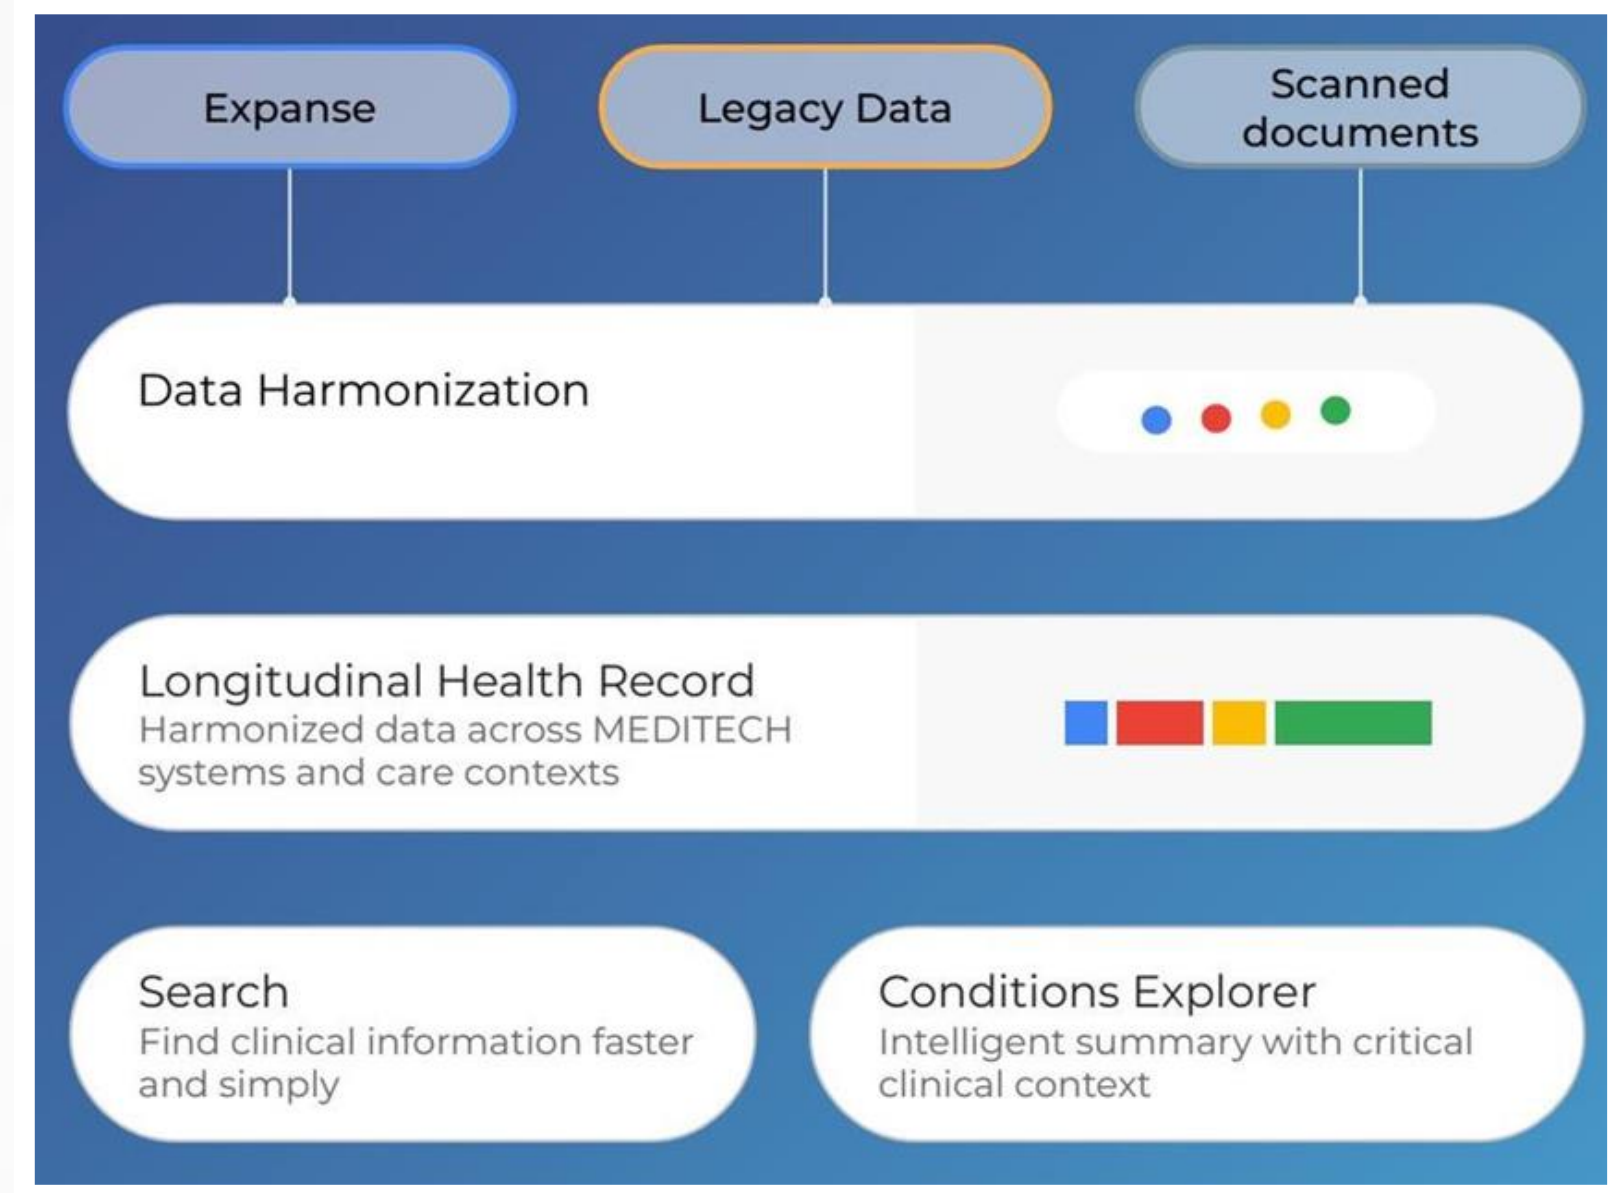 Expanse
Legacy Data
Scanned
documents
Data Harmonization
Longitudinal Health Record
Harmonized data across MEDITECH
systems and care contexts
Search
Find clinical information faster
and simply
Conditions Explorer
Intelligent summary with critical
clinical context